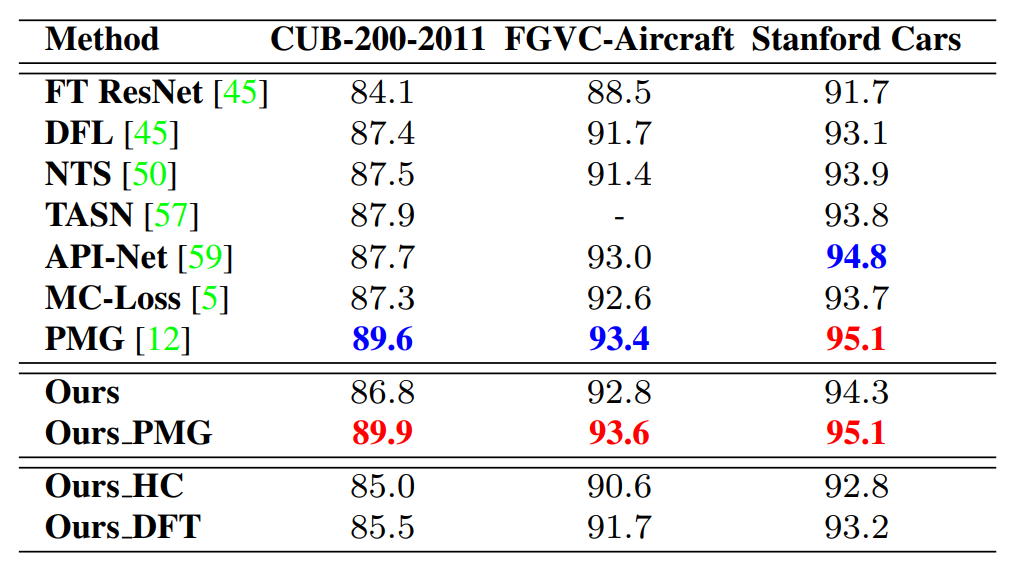 Method CUB-200-2011 FGVC-Aircraft Stanford Cars
FT ResNet [45] 84.1 88.5 91.7
DFL [45] 87.4 91.7 93.1
NTS [50] 87.5 91.4 93.9
TASN [57] 87.9 - 93.8
API-Net [59] 87.7 93.0 94.8
MC-Loss [5] 87.3 92.6 93.7
PMG [12] 89.6 93.4 95.1
Ours 86.8 92.8 94.3
Ours_PMG 89.9 93.6 95.1
Ours_HC 85.0 90.6 92.8
Ours_DFT 85.5 91.7 93.2